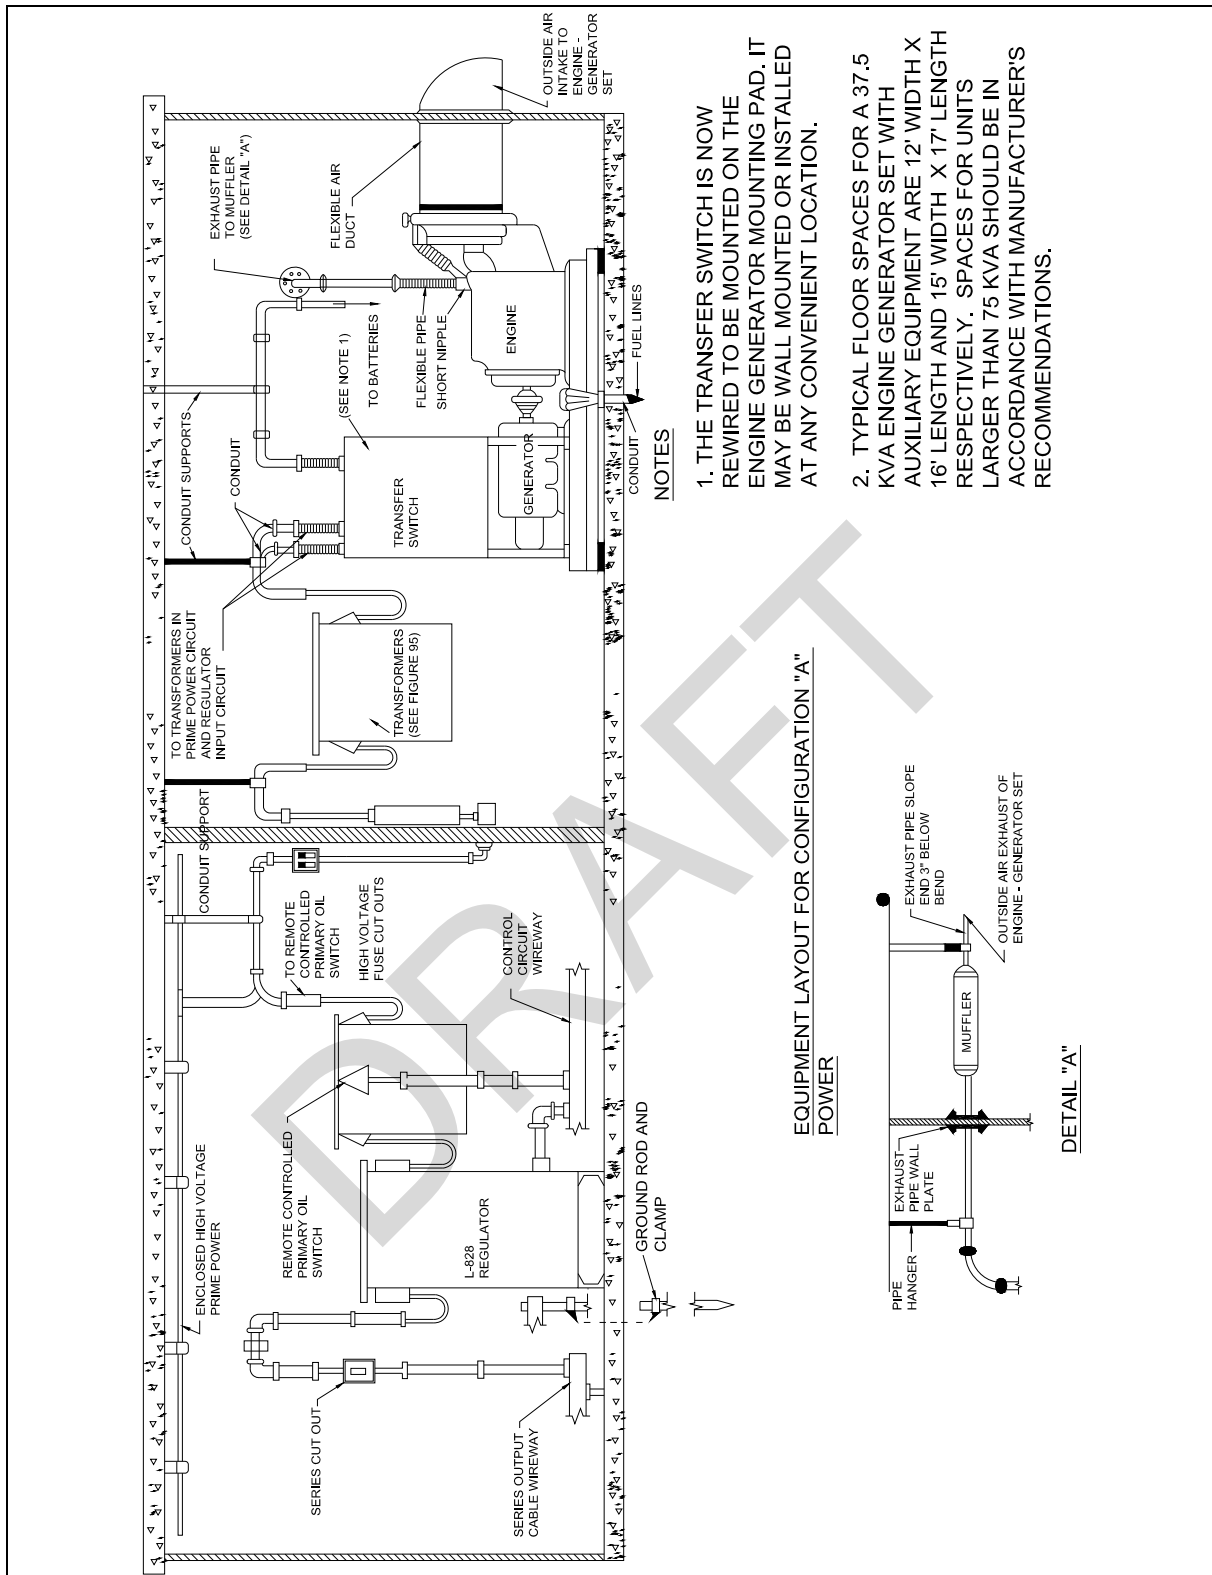 OUTSIDE AIR
INTAKE TO
ENGINE -
GENERATOR
SET
EXHAUST PIPE
TO MUFFLER
(SEE DETAIL "A")
FLEXIBLE AIR
DUCT
CONDUIT SUPPORTS
CONDUIT
(SEE NOTE 1)
TO BATTERIES
FLEXIBLE PIPE
SHORT NIPPLE
ENGINE
GENERATOR
TRANSFER
SWITCH
FUEL LINES
CONDUIT
TO TRANSFORMERS IN
PRIME POWER CIRCUIT
AND REGULATOR
INPUT CIRCUIT
TRANSFORMERS
(SEE FIGURE 95)
CONDUIT SUPPORT
TO REMOTE
CONTROLLED
PRIMARY OIL
SWITCH
HIGH VOLTAGE
FUSE CUT OUTS
CONTROL
CIRCUIT
WIREWAY
ENCLOSED HIGH VOLTAGE
PRIME POWER
REMOTE CONTROLLED
PRIMARY OIL
SWITCH
L-828
REGULATOR
GROUND ROD AND
CLAMP
SERIES CUT OUT
SERIES OUTPUT
CABLE WIREWAY
NOTES
1. THE TRANSFER SWITCH IS NOW
REWIRED TO BE MOUNTED ON THE
ENGINE GENERATOR MOUNTING PAD. IT
MAY BE WALL MOUNTED OR INSTALLED
AT ANY CONVENIENT LOCATION.
2. TYPICAL FLOOR SPACES FOR A 37.5
KVA ENGINE GENERATOR SET WITH
AUXILIARY EQUIPMENT ARE 12' WIDTH X
16' LENGTH AND 15' WIDTH X 17' LENGTH
RESPECTIVELY. SPACES FOR UNITS
LARGER THAN 75 KVA SHOULD BE IN
ACCORDANCE WITH MANUFACTURER'S
RECOMMENDATIONS.
EQUIPMENT LAYOUT FOR CONFIGURATION "A"
POWER
EXHAUST PIPE SLOPE
END 3" BELOW
BEND
OUTSIDE AIR EXHAUST OF
ENGINE - GENERATOR SET
MUFFLER
EXHAUST
PIPE WALL
PLATE
PIPE
HANGER
DETAIL "A"
DRAFT